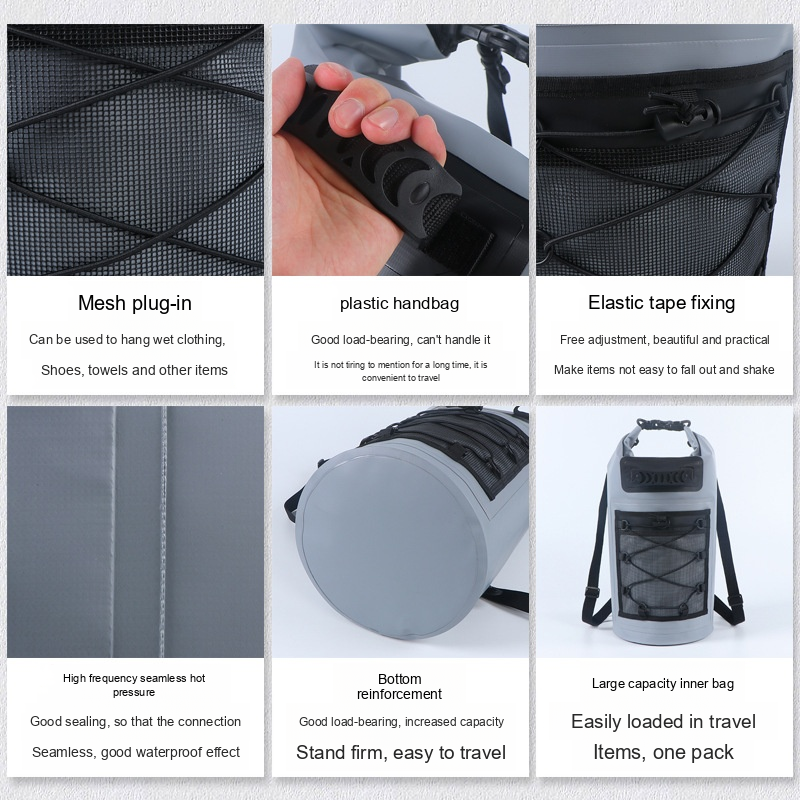 Mesh plug-in
Can be used to hang wet clothing,
Shoes, towels and other items
plastic handbag
Good load-bearing, can't handle it
It is not tiring to mention for a long time, it is
convenient to travel
Elastic tape fixing
Free adjustment, beautiful and practical
Make items not easy to fall out and shake
High frequency seamless hot
pressure
Good sealing, so that the connection
Seamless, good waterproof effect
Bottom
reinforcement
Good load-bearing, increased capacity
Stand firm, easy to travel
Large capacity inner bag
Easily loaded in travel
Items, one pack